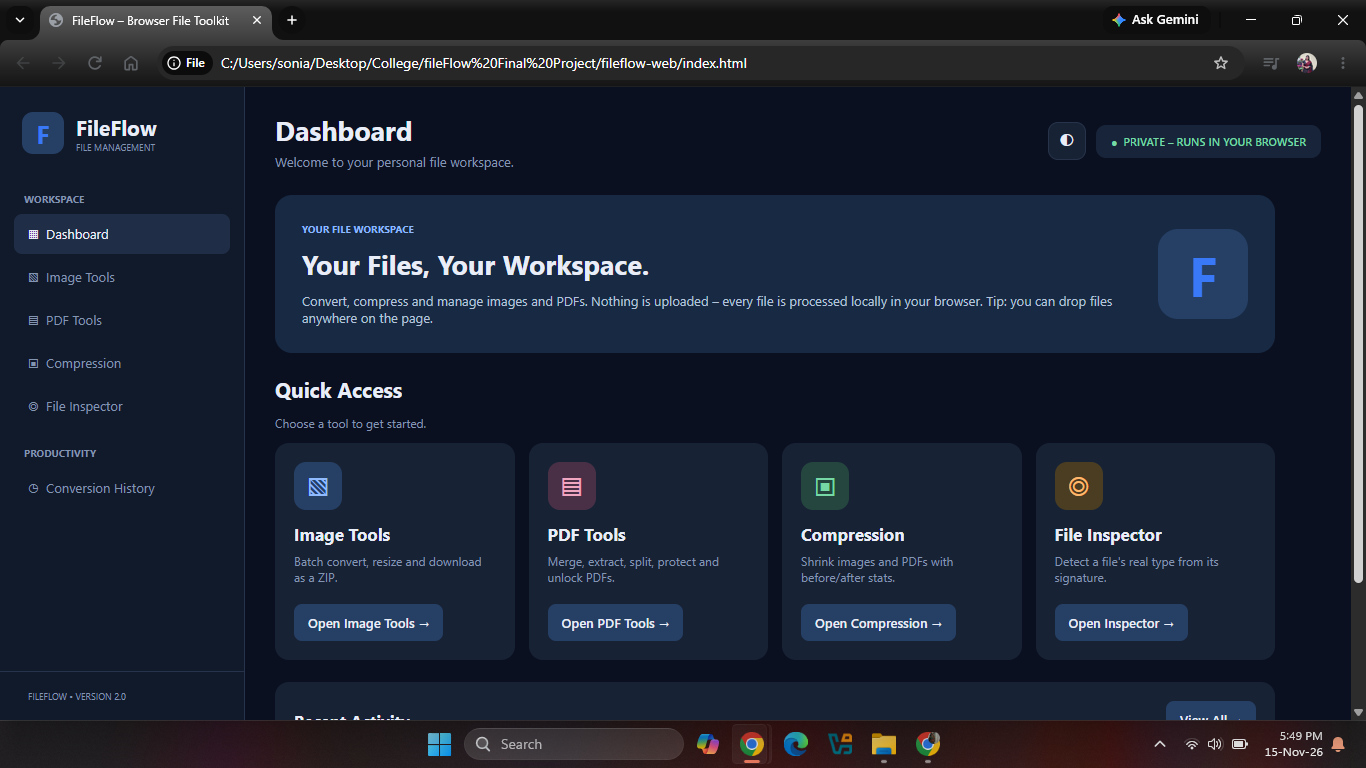 FileFlow – Browser File Toolkit
Ask Gemini
File
C:/Users/sonia/Desktop/College/fileFlow%20Final%20Project/fileflow-web/index.html
F
FileFlow
FILE MANAGEMENT
WORKSPACE
Dashboard
Image Tools
PDF Tools
Compression
File Inspector
PRODUCTIVITY
Conversion History
FILEFLOW • VERSION 2.0
Dashboard
Welcome to your personal file workspace.
● PRIVATE – RUNS IN YOUR BROWSER
YOUR FILE WORKSPACE
Your Files, Your Workspace.
Convert, compress and manage images and PDFs. Nothing is uploaded – every file is processed locally in your browser. Tip: you can drop files
anywhere on the page.
F
Quick Access
Choose a tool to get started.
Image Tools
Batch convert, resize and download
as a ZIP.
Open Image Tools →
PDF Tools
Merge, extract, split, protect and
unlock PDFs.
Open PDF Tools →
Compression
Shrink images and PDFs with
before/after stats.
Open Compression →
File Inspector
Detect a file's real type from its
signature.
Open Inspector →
Recent Activity
View All →
Search
5:49 PM
15-Nov-26